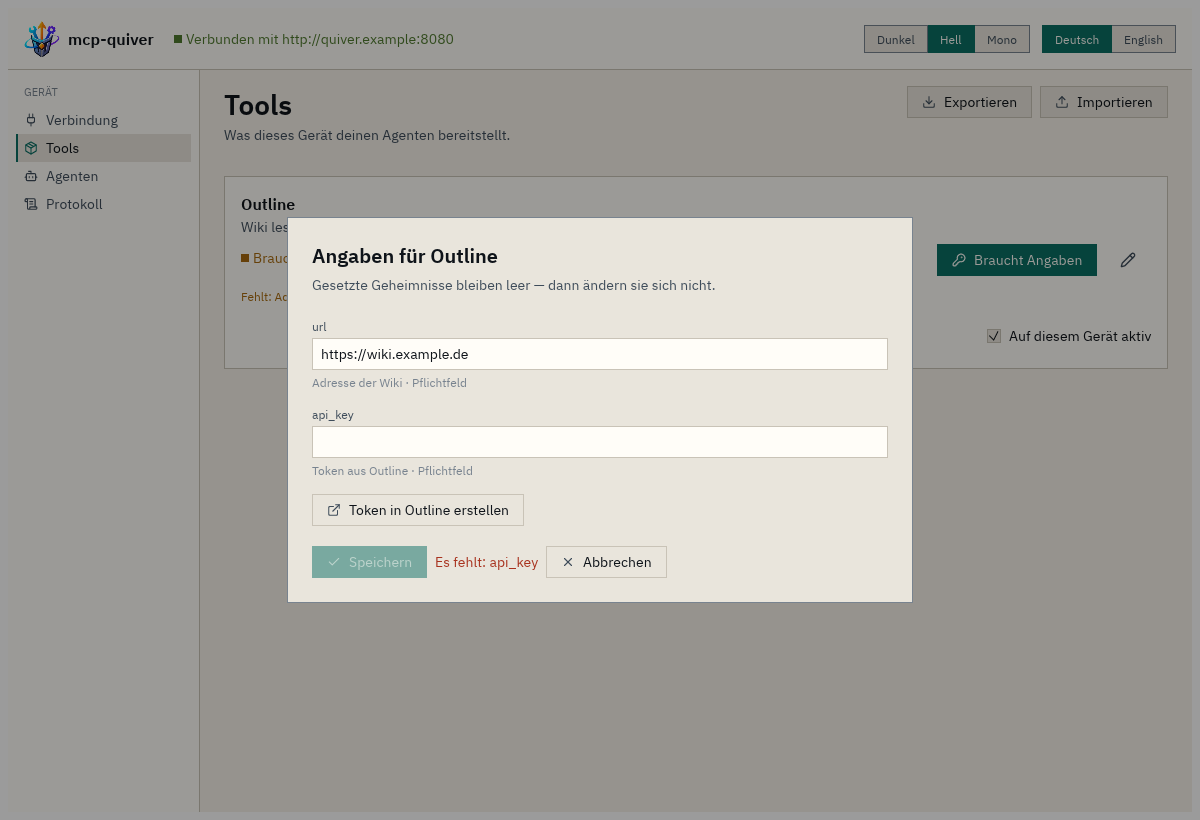 mcp-quiver
Verbunden mit http://quiver.example:8080
Dunkel Hell Mono Deutsch English
GERÄT
Verbindung
Tools
Agenten
Protokoll
Tools
Was dieses Gerät deinen Agenten bereitstellt.
Exportieren Importieren
Outline
Wiki les
Brauc
Fehlt:
Braucht Angaben
Auf diesem Gerät aktiv
Angaben für Outline
Gesetzte Geheimnisse bleiben leer — dann ändern sie sich nicht.
url
https://wiki.example.de
Adresse der Wiki · Pflichtfeld
api_key
Token aus Outline · Pflichtfeld
Token in Outline erstellen
Speichern Es fehlt: api_key Abbrechen